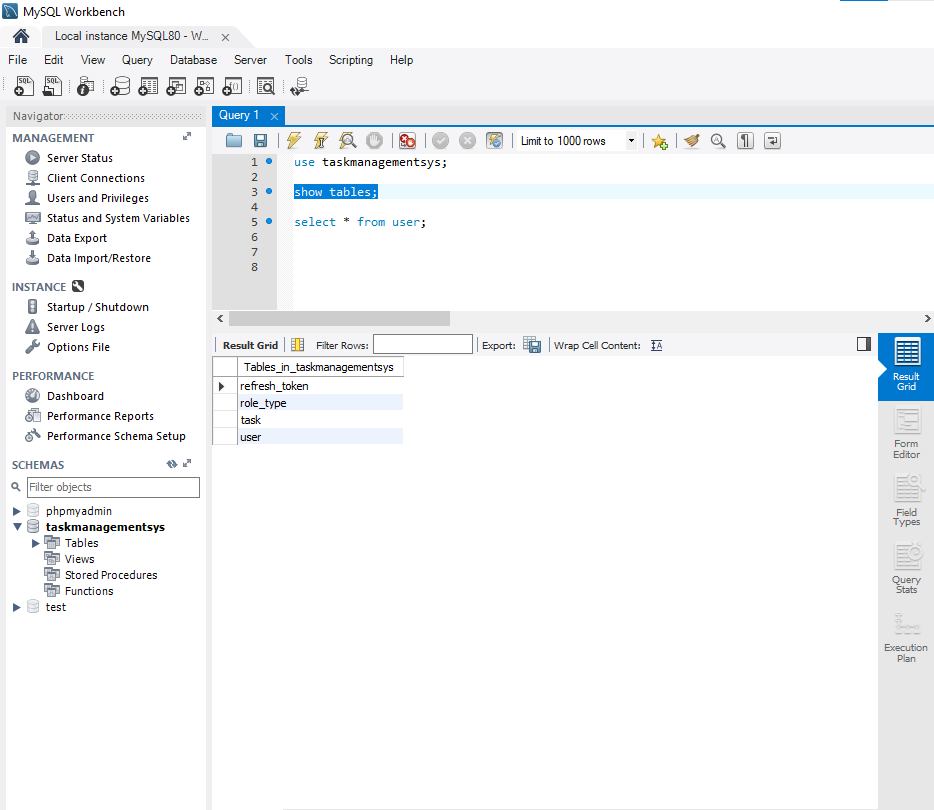 MySQL Workbench
Local instance MySQL80 - W... ×
File Edit View Query Database Server Tools Scripting Help
Navigator
MANAGEMENT
Server Status
Client Connections
Users and Privileges
Status and System Variables
Data Export
Data Import/Restore
INSTANCE
Startup / Shutdown
Server Logs
Options File
PERFORMANCE
Dashboard
Performance Reports
Performance Schema Setup
SCHEMAS
Filter objects
phpmyadmin
taskmanagementsys
Tables
Views
Stored Procedures
Functions
test
Query 1 ×
Limit to 1000 rows
1 use taskmanagementsys;
2
3 show tables;
4
5 select * from user;
6
7
8
Result Grid Filter Rows: Export: Wrap Cell Content:
Tables_in_taskmanagementsys
refresh_token
role_type
task
user
Result
Grid
Form
Editor
Field
Types
Query
Stats
Execution
Plan